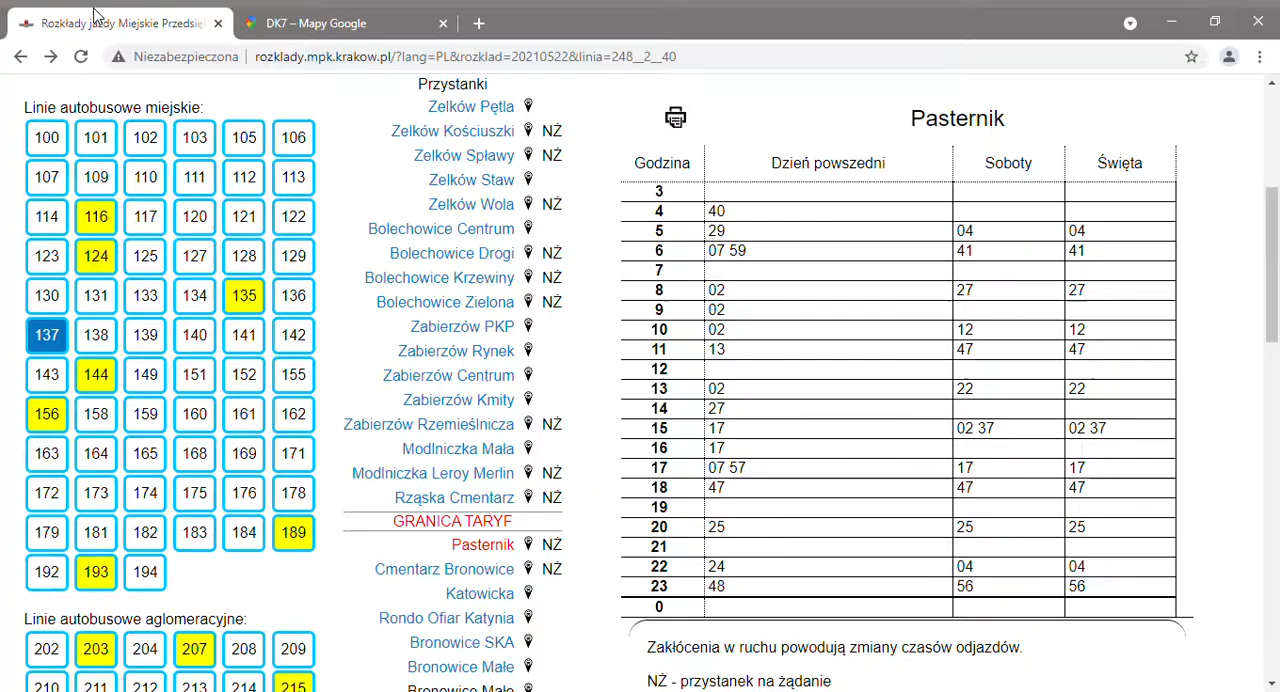 Rozkłady jazdy Miejskie Przedsięb
DK7 – Mapy Google
Niezabezpieczona
rozklady.mpk.krakow.pl/?lang=PL&rozklad=20210522&linia=248__2__40
Linie autobusowe miejskie:
100 101 102 103 105 106
107 109 110 111 112 113
114 116 117 120 121 122
123 124 125 127 128 129
130 131 133 134 135 136
137 138 139 140 141 142
143 144 149 151 152 155
156 158 159 160 161 162
163 164 165 168 169 171
172 173 174 175 176 178
179 181 182 183 184 189
192 193 194
Linie autobusowe aglomeracyjne:
202 203 204 207 208 209
210 211 212 213 214 215
Przystanki
Zelków Pętla
Zelków Kościuszki NŻ
Zelków Spławy NŻ
Zelków Staw
Zelków Wola NŻ
Bolechowice Centrum
Bolechowice Drogi NŻ
Bolechowice Krzewiny NŻ
Bolechowice Zielona NŻ
Zabierzów PKP
Zabierzów Rynek
Zabierzów Centrum
Zabierzów Kmity
Zabierzów Rzemieślnicza NŻ
Modlniczka Mała
Modlniczka Leroy Merlin NŻ
Rząska Cmentarz NŻ
GRANICA TARYF
Pasternik NŻ
Cmentarz Bronowice NŻ
Katowicka
Rondo Ofiar Katynia
Bronowice SKA
Bronowice Małe
Bronowice Małe
Pasternik
Godzina Dzień powszedni Soboty Święta
3
4 40
5 29 04 04
6 07 59 41 41
7
8 02 27 27
9 02
10 02 12 12
11 13 47 47
12
13 02 22 22
14 27
15 17 02 37 02 37
16 17
17 07 57 17 17
18 47 47 47
19
20 25 25 25
21
22 24 04 04
23 48 56 56
0
Zakłócenia w ruchu powodują zmiany czasów odjazdów.
NŻ - przystanek na żądanie